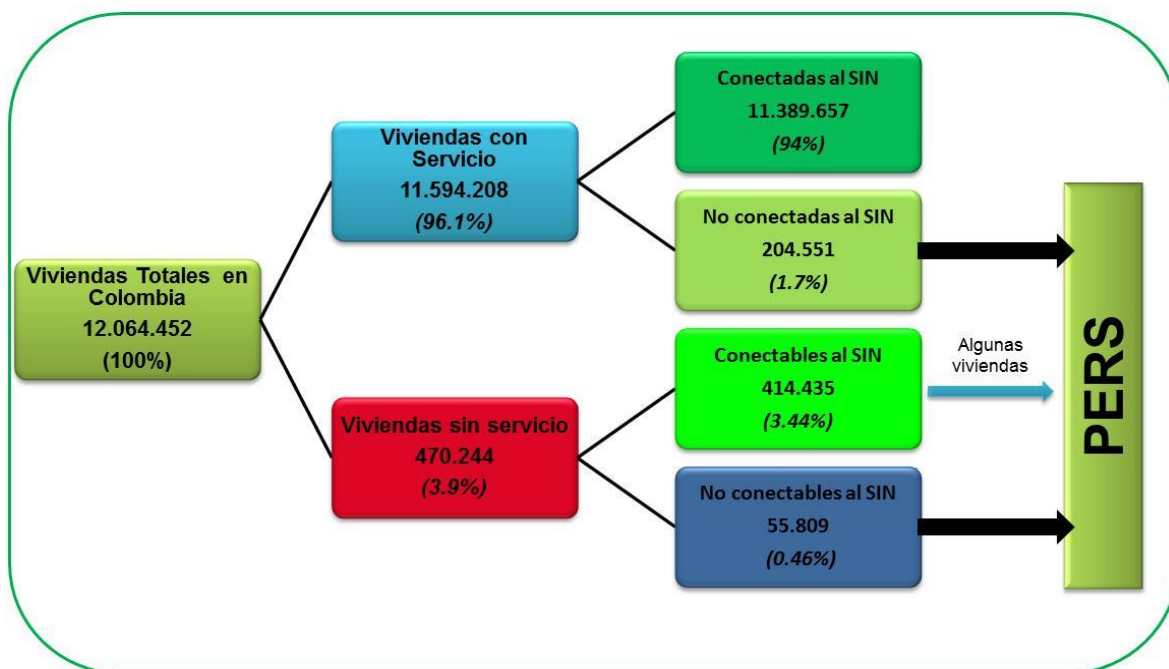 Viviendas Totales en
Colombia
12.064.452
(100%)
Viviendas con
Servicio
11.594.208
(96.1%)
Viviendas sin servicio
470.244
(3.9%)
Conectadas al SIN
11.389.657
(94%)
No conectadas al SIN
204.551
(1.7%)
Conectables al SIN
414.435
(3.44%)
No conectables al SIN
55.809
(0.46%)
Algunas
viviendas
PERS